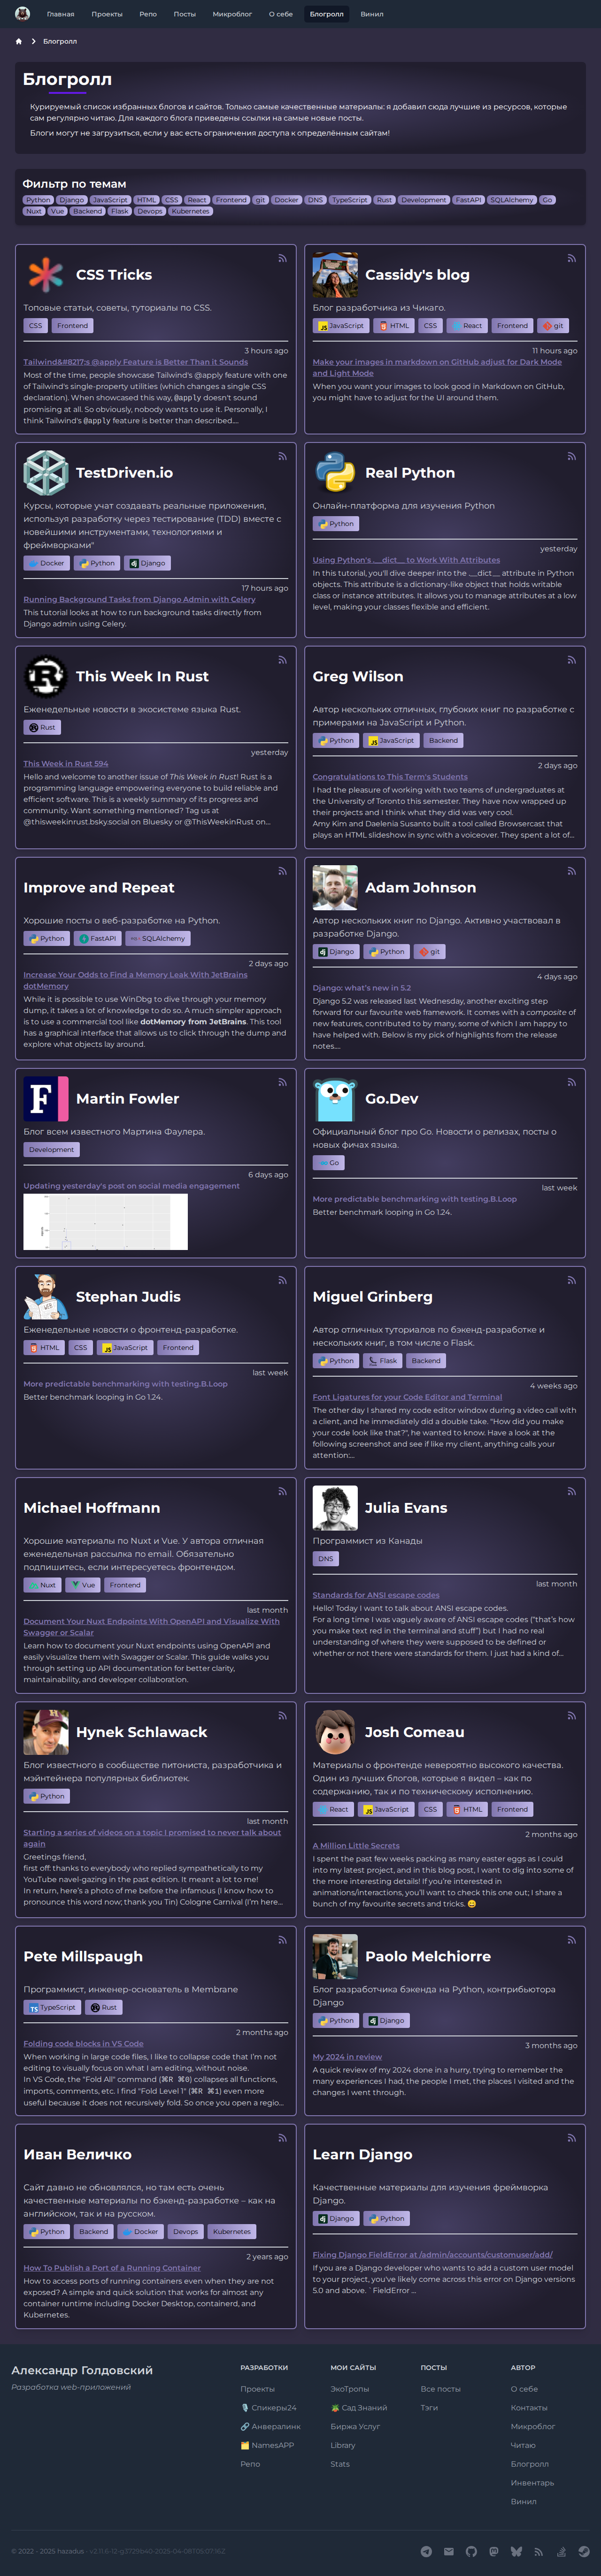 Главная Проекты Репо Посты Микроблог О себе Блогролл Винил
Блогролл
Блогролл
Курируемый список избранных блогов и сайтов. Только самые качественные материалы: я добавил сюда лучшие из ресурсов, которые
сам регулярно читаю. Для каждого блога приведены ссылки на самые новые посты.
Блоги могут не загрузиться, если у вас есть ограничения доступа к определённым сайтам!
Фильтр по темам
Python Django JavaScript HTML CSS React Frontend git Docker DNS TypeScript Rust Development FastAPI SQLAlchemy Go
Nuxt Vue Backend Flask Devops Kubernetes
CSS Tricks
Топовые статьи, советы, туториалы по CSS.
CSS Frontend
3 hours ago
Tailwind&#8217;s @apply Feature is Better Than it Sounds
Most of the time, people showcase Tailwind's @apply feature with one
of Tailwind's single-property utilities (which changes a single CSS
declaration). When showcased this way, @apply doesn't sound
promising at all. So obviously, nobody wants to use it. Personally, I
think Tailwind's @apply feature is better than described....
Cassidy's blog
Блог разработчика из Чикаго.
JavaScript HTML CSS React Frontend git
11 hours ago
Make your images in markdown on GitHub adjust for Dark Mode
and Light Mode
When you want your images to look good in Markdown on GitHub,
you might have to adjust for the UI around them.
TestDriven.io
Курсы, которые учат создавать реальные приложения,
используя разработку через тестирование (TDD) вместе с
новейшими инструментами, технологиями и
фреймворками"
Docker Python Django
17 hours ago
Running Background Tasks from Django Admin with Celery
This tutorial looks at how to run background tasks directly from
Django admin using Celery.
Real Python
Онлайн-платформа для изучения Python
Python
yesterday
Using Python's .__dict__ to Work With Attributes
In this tutorial, you'll dive deeper into the .__dict__ attribute in Python
objects. This attribute is a dictionary-like object that holds writable
class or instance attributes. It allows you to manage attributes at a low
level, making your classes flexible and efficient.
This Week In Rust
Еженедельные новости в экосистеме языка Rust.
Rust
yesterday
This Week in Rust 594
Hello and welcome to another issue of This Week in Rust! Rust is a
programming language empowering everyone to build reliable and
efficient software. This is a weekly summary of its progress and
community. Want something mentioned? Tag us at
@thisweekinrust.bsky.social on Bluesky or @ThisWeekinRust on...
Greg Wilson
Автор нескольких отличных, глубоких книг по разработке с
примерами на JavaScript и Python.
Python JavaScript Backend
2 days ago
Congratulations to This Term's Students
I had the pleasure of working with two teams of undergraduates at
the University of Toronto this semester. They have now wrapped up
their projects and I think what they did was very cool.
Amy Kim and Daelenia Susanto built a tool called Browsercast that
plays an HTML slideshow in sync with a voiceover. They spent a lot of...
Improve and Repeat
Хорошие посты о веб-разработке на Python.
Python FastAPI SQLAlchemy
2 days ago
Increase Your Odds to Find a Memory Leak With JetBrains
dotMemory
While it is possible to use WinDbg to dive through your memory
dump, it takes a lot of knowledge to do so. A much simpler approach
is to use a commercial tool like dotMemory from JetBrains. This tool
has a graphical interface that allows us to click through the dump and
explore what objects lay around.
Adam Johnson
Автор нескольких книг по Django. Активно участвовал в
разработке Django.
Django Python git
4 days ago
Django: what's new in 5.2
Django 5.2 was released last Wednesday, another exciting step
forward for our favourite web framework. It comes with a composite of
new features, contributed to by many, some of which I am happy to
have helped with. Below is my pick of highlights from the release
notes....
Martin Fowler
Блог всем известного Мартина Фаулера.
Development
6 days ago
Updating yesterday's post on social media engagement
Go.Dev
Официальный блог про Go. Новости о релизах, посты о
новых фичах языка.
Go
last week
More predictable benchmarking with testing.B.Loop
Better benchmark looping in Go 1.24.
Stephan Judis
Еженедельные новости о фронтенд-разработке.
HTML CSS JavaScript Frontend
last week
More predictable benchmarking with testing.B.Loop
Better benchmark looping in Go 1.24.
Miguel Grinberg
Автор отличных туториалов по бэкенд-разработке и
нескольких книг, в том числе о Flask.
Python Flask Backend
4 weeks ago
Font Ligatures for your Code Editor and Terminal
The other day I shared my code editor window during a video call with
a client, and he immediately did a double take. "How did you make
your code look like that?", he wanted to know. Have a look at the
following screenshot and see if like my client, anything calls your
attention:...
Michael Hoffmann
Хорошие материалы по Nuxt и Vue. У автора отличная
еженедельная рассылка по email. Обязательно
подпишитесь, если интересуетесь фронтендом.
Nuxt Vue Frontend
last month
Document Your Nuxt Endpoints With OpenAPI and Visualize With
Swagger or Scalar
Learn how to document your Nuxt endpoints using OpenAPI and
easily visualize them with Swagger or Scalar. This guide walks you
through setting up API documentation for better clarity,
maintainability, and developer collaboration.
Julia Evans
Программист из Канады
DNS
last month
Standards for ANSI escape codes
Hello! Today I want to talk about ANSI escape codes.
For a long time I was vaguely aware of ANSI escape codes ("that's how
you make text red in the terminal and stuff") but I had no real
understanding of where they were supposed to be defined or
whether or not there were standards for them. I just had a kind of...
Hynek Schlawack
Блог известного в сообществе питониста, разработчика и
мэйнтейнера популярных библиотек.
Python
last month
Starting a series of videos on a topic I promised to never talk about
again
Greetings friend,
first off: thanks to everybody who replied sympathetically to my
YouTube navel-gazing in the past edition. It meant a lot to me!
In return, here's a photo of me before the infamous (I know how to
pronounce this word now; thank you Tin) Cologne Carnival (I'm here...
Josh Comeau
Материалы о фронтенде невероятно высокого качества.
Один из лучших блогов, которые я видел – как по
содержанию, так и по техническому исполнению.
React JavaScript CSS HTML Frontend
2 months ago
A Million Little Secrets
I spent the past few weeks packing as many easter eggs as I could
into my latest project, and in this blog post, I want to dig into some of
the more interesting details! If you're interested in
animations/interactions, you'll want to check this one out; I share a
bunch of my favourite secrets and tricks. 😄
Pete Millspaugh
Программист, инженер-основатель в Membrane
TypeScript Rust
2 months ago
Folding code blocks in VS Code
When working in large code files, I like to collapse code that I'm not
editing to visually focus on what I am editing, without noise.
In VS Code, the "Fold All" command (⌘R ⌘0) collapses all functions,
imports, comments, etc. I find "Fold Level 1" (⌘R ⌘1) even more
useful because it does not recursively fold. So once you open a regio...
Paolo Melchiorre
Блог разработчика бэкенда на Python, контрибьютора
Django
Python Django
3 months ago
My 2024 in review
A quick review of my 2024 done in a hurry, trying to remember the
many experiences I had, the people I met, the places I visited and the
changes I went through.
Иван Величко
Сайт давно не обновлялся, но там есть очень
качественные материалы по бэкенд-разработке – как на
английском, так и на русском.
Python Backend Docker Devops Kubernetes
2 years ago
How To Publish a Port of a Running Container
How to access ports of running containers even when they are not
exposed? A simple and quick solution that works for almost any
container runtime including Docker Desktop, containerd, and
Kubernetes.
Learn Django
Качественные материалы для изучения фреймворка
Django.
Django Python
Fixing Django FieldError at /admin/accounts/customuser/add/
If you are a Django developer who wants to add a custom user model
to your project, you've likely come across this error on Django versions
5.0 and above. `FieldError ...
Александр Голдовский
Разработка web-приложений
РАЗРАБОТКИ
Проекты
🎙️ Спикеры24
🔗 Анвералинк
🗂️ NamesAPP
Репо
МОИ САЙТЫ
ЭкоТропы
🪴 Сад Знаний
Биржа Услуг
Library
Stats
ПОСТЫ
Все посты
Тэги
АВТОР
О себе
Контакты
Микроблог
Читаю
Блогролл
Инвентарь
Винил
© 2022 - 2025 hazadus